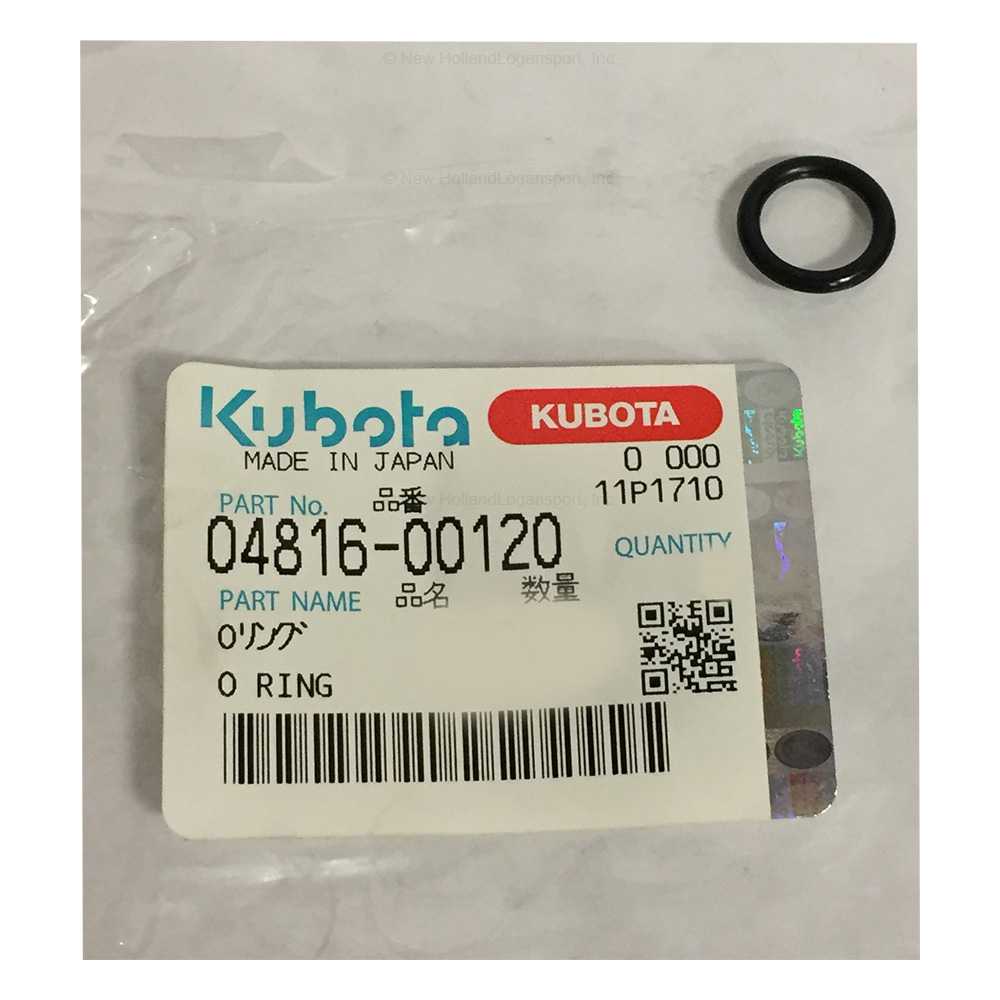 © New HollandLogansport, Inc.
© New HollandLogansport, Inc.
Kubota KUBOTA
MADE IN JAPAN 0 000
11P1710
PART No. 品番
04816-00120 QUANTITY
PART NAME 品名 数量
Oリング
O RING
Kubota